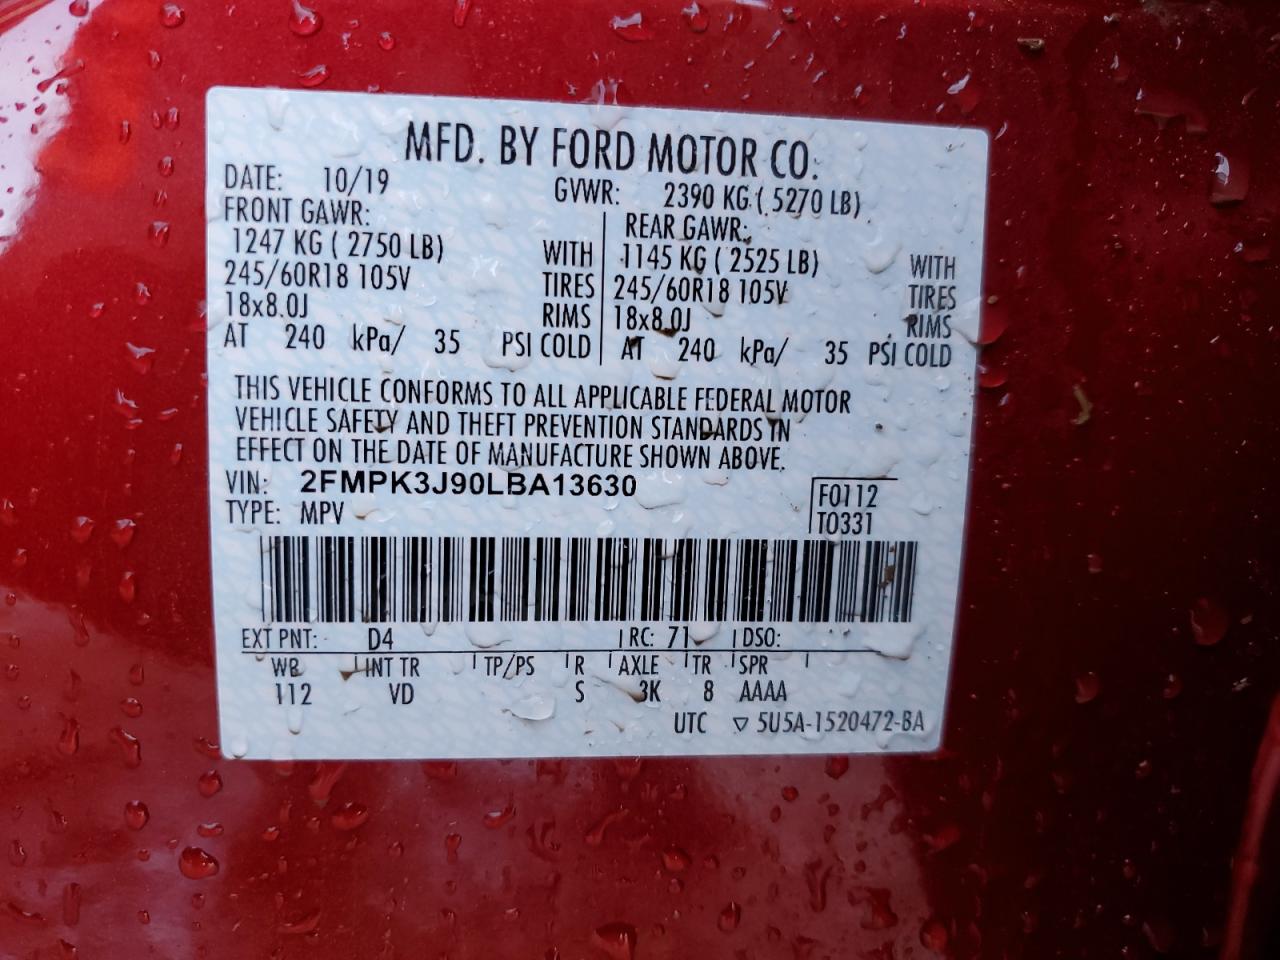 MFD. BY FORD MOTOR CO.
DATE: 10/19 GVWR: 2390 KG ( 5270 LB)
FRONT GAWR: REAR GAWR:
1247 KG ( 2750 LB) WITH 1145 KG ( 2525 LB) WITH
245/60R18 105V TIRES 245/60R18 105V TIRES
18x8.0J RIMS 18x8.0J RIMS
AT 240 kPa/ 35 PSI COLD AT 240 kPa/ 35 PSI COLD
THIS VEHICLE CONFORMS TO ALL APPLICABLE FEDERAL MOTOR
VEHICLE SAFETY AND THEFT PREVENTION STANDARDS IN
EFFECT ON THE DATE OF MANUFACTURE SHOWN ABOVE.
VIN: 2FMPK3J90LBA13630 F0112
TYPE: MPV T0331
EXT PNT: D4 RC: 71 DSO:
WB INT TR TP/PS R AXLE TR SPR
112 VD S 3K 8 AAAA
UTC ▽ 5U5A-1520472-BA